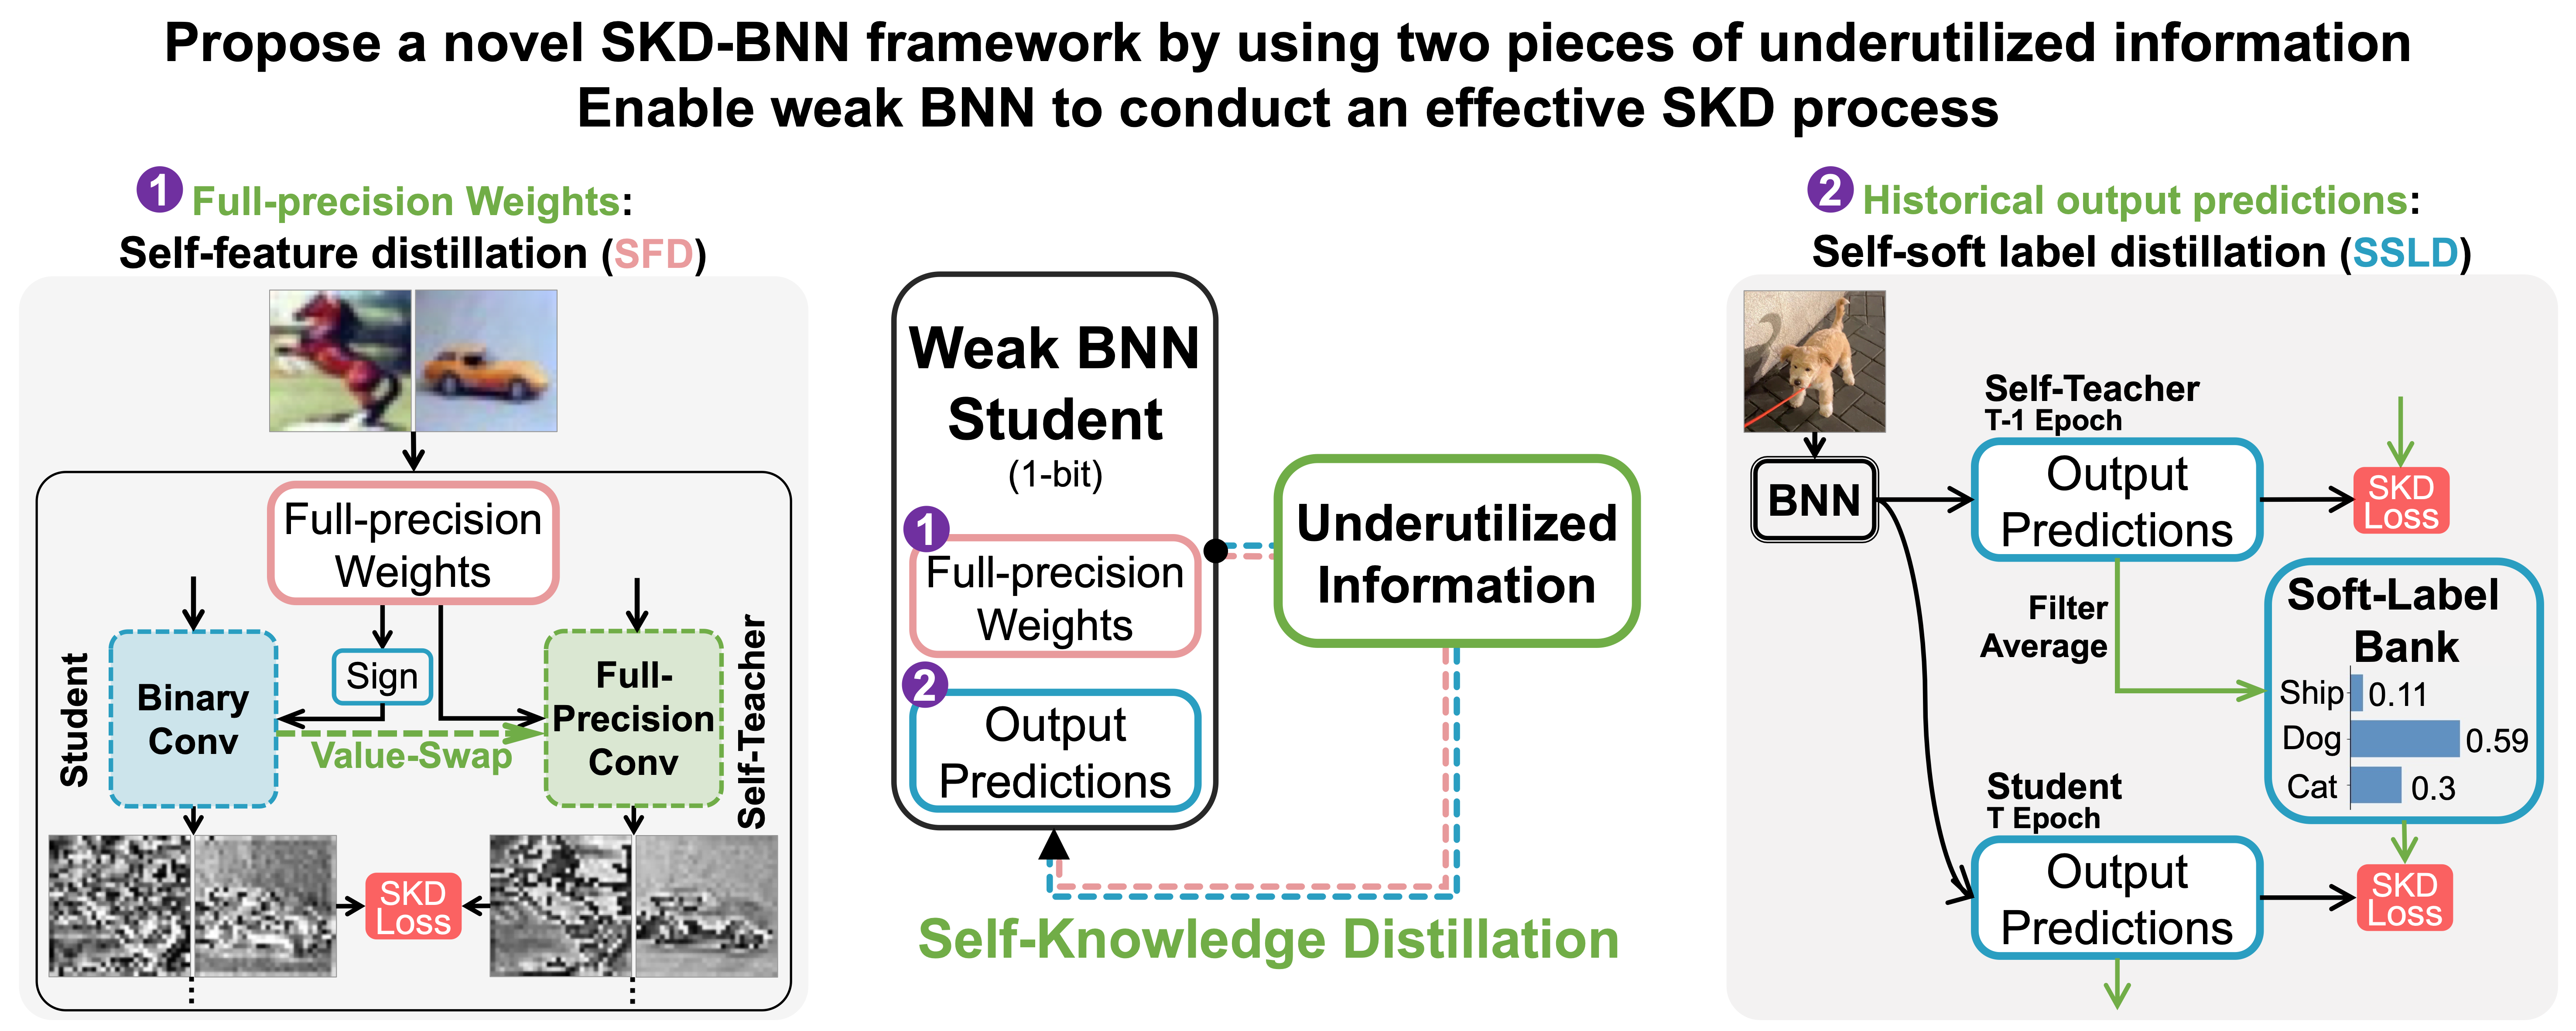 Propose a novel SKD-BNN framework by using two pieces of underutilized information
Enable weak BNN to conduct an effective SKD process
1 Full-precision Weights:
Self-feature distillation (SFD)
Full-precision
Weights
Student
Binary
Conv
Sign
Value-Swap
Full-
Precision
Conv
Self-Teacher
SKD
Loss
Weak BNN
Student
(1-bit)
1
Full-precision
Weights
2
Output
Predictions
Underutilized
Information
Self-Knowledge Distillation
2 Historical output predictions:
Self-soft label distillation (SSLD)
BNN
Self-Teacher
T-1 Epoch
Output
Predictions
SKD
Loss
Filter
Average
Soft-Label
Bank
Ship 0.11
Dog 0.59
Cat 0.3
Student
T Epoch
Output
Predictions
SKD
Loss